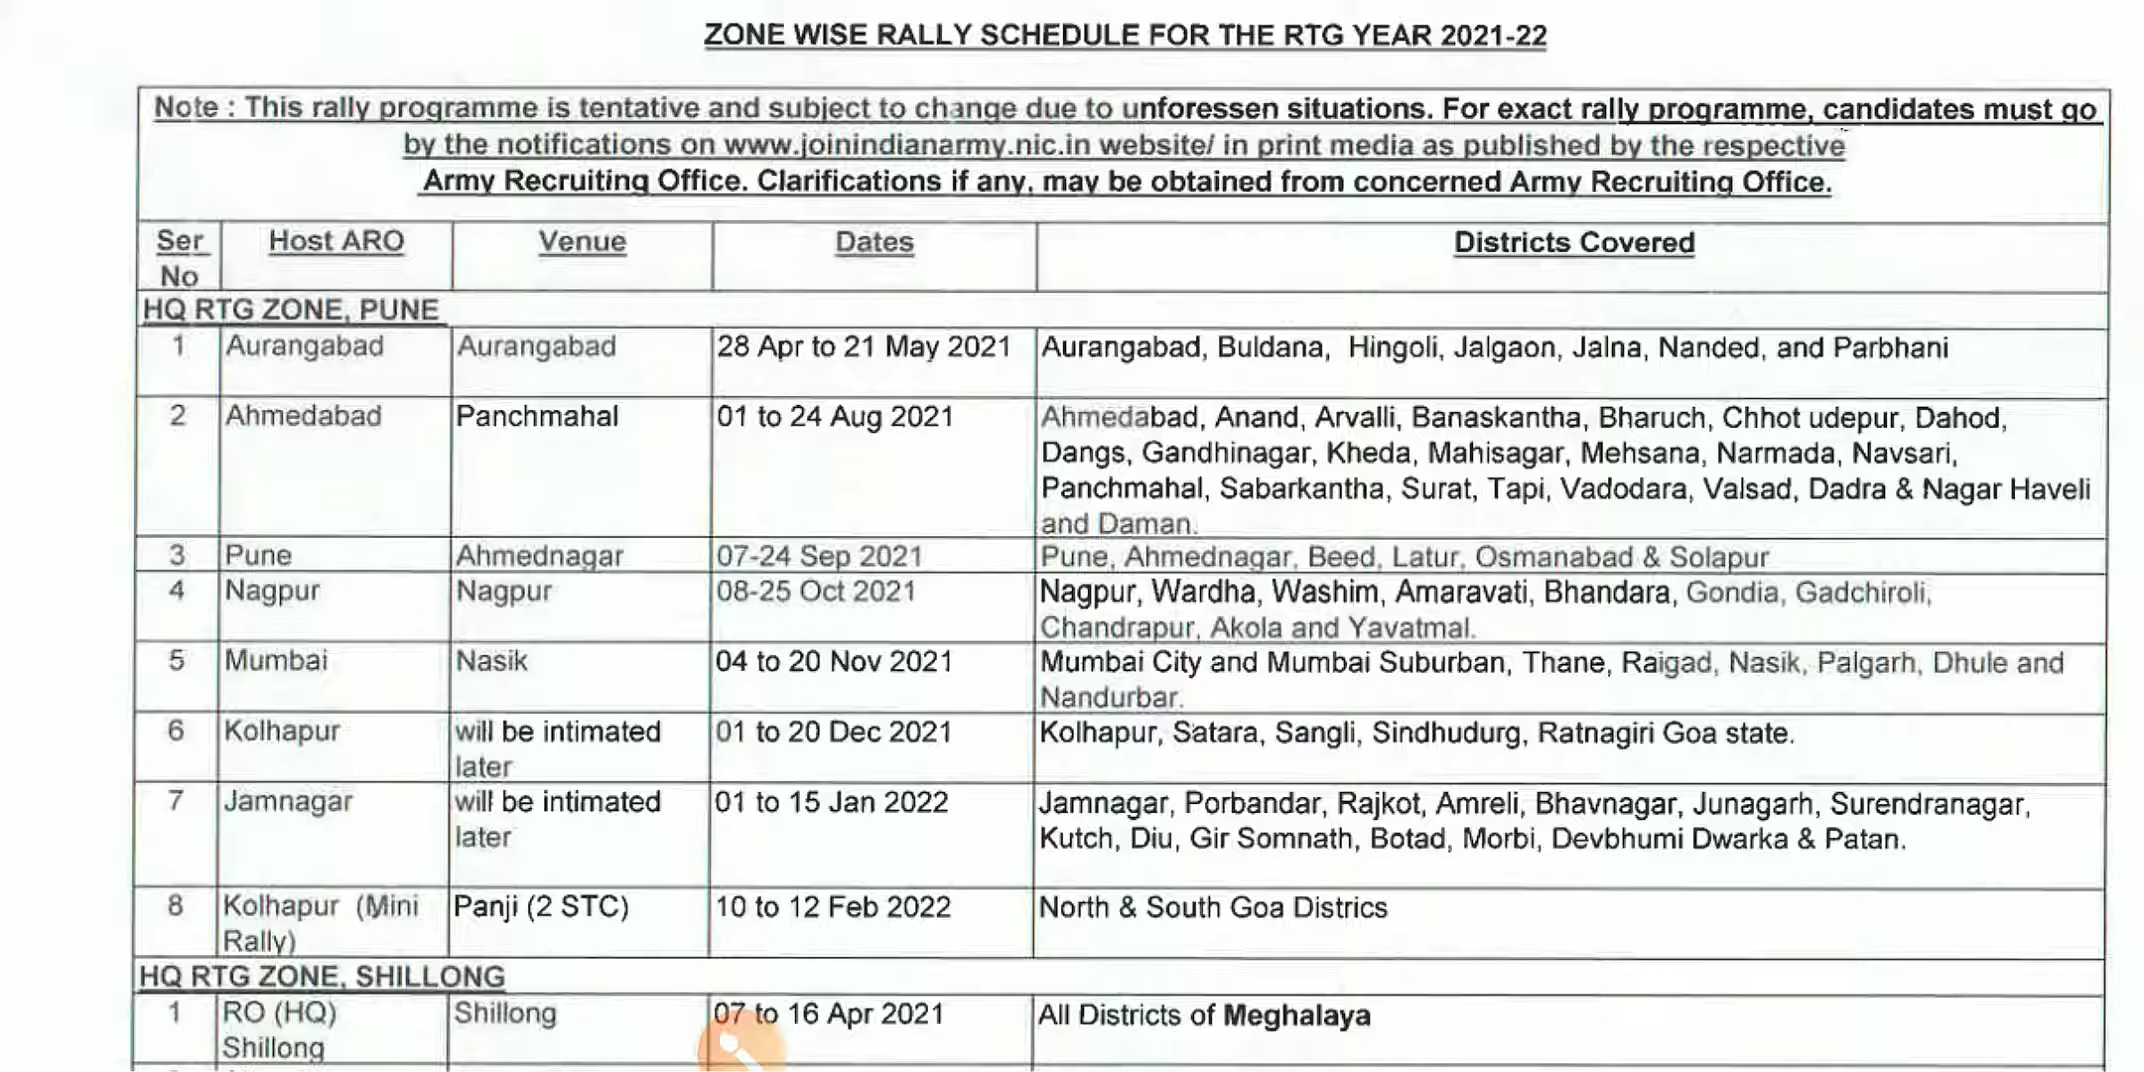 ZONE WISE RALLY SCHEDULE FOR THE RTG YEAR 2021-22
Note : This rally programme is tentative and subject to change due to unforessen situations. For exact rally programme, candidates must go
by the notifications on www.joinindianarmy.nic.in website/ in print media as published by the respective
Army Recruiting Office. Clarifications if any, may be obtained from concerned Army Recruiting Office.
Ser No Host ARO Venue Dates Districts Covered
HQ RTG ZONE, PUNE
1 Aurangabad Aurangabad 28 Apr to 21 May 2021 Aurangabad, Buldana, Hingoli, Jalgaon, Jalna, Nanded, and Parbhani
2 Ahmedabad Panchmahal 01 to 24 Aug 2021 Ahmedabad, Anand, Arvalli, Banaskantha, Bharuch, Chhot udepur, Dahod,
Dangs, Gandhinagar, Kheda, Mahisagar, Mehsana, Narmada, Navsari,
Panchmahal, Sabarkantha, Surat, Tapi, Vadodara, Valsad, Dadra & Nagar Haveli
and Daman.
3 Pune Ahmednagar 07-24 Sep 2021 Pune, Ahmednagar, Beed, Latur, Osmanabad & Solapur
4 Nagpur Nagpur 08-25 Oct 2021 Nagpur, Wardha, Washim, Amaravati, Bhandara, Gondia, Gadchiroli,
Chandrapur, Akola and Yavatmal.
5 Mumbai Nasik 04 to 20 Nov 2021 Mumbai City and Mumbai Suburban, Thane, Raigad, Nasik, Palgarh, Dhule and
Nandurbar.
6 Kolhapur will be intimated 01 to 20 Dec 2021 Kolhapur, Satara, Sangli, Sindhudurg, Ratnagiri Goa state.
later
7 Jamnagar will be intimated 01 to 15 Jan 2022 Jamnagar, Porbandar, Rajkot, Amreli, Bhavnagar, Junagarh, Surendranagar,
later Kutch, Diu, Gir Somnath, Botad, Morbi, Devbhumi Dwarka & Patan.
8 Kolhapur (Mini Panji (2 STC) 10 to 12 Feb 2022 North & South Goa Districs
Rally)
HQ RTG ZONE, SHILLONG
1 RO (HQ) Shillong 07 to 16 Apr 2021 All Districts of Meghalaya
Shillong